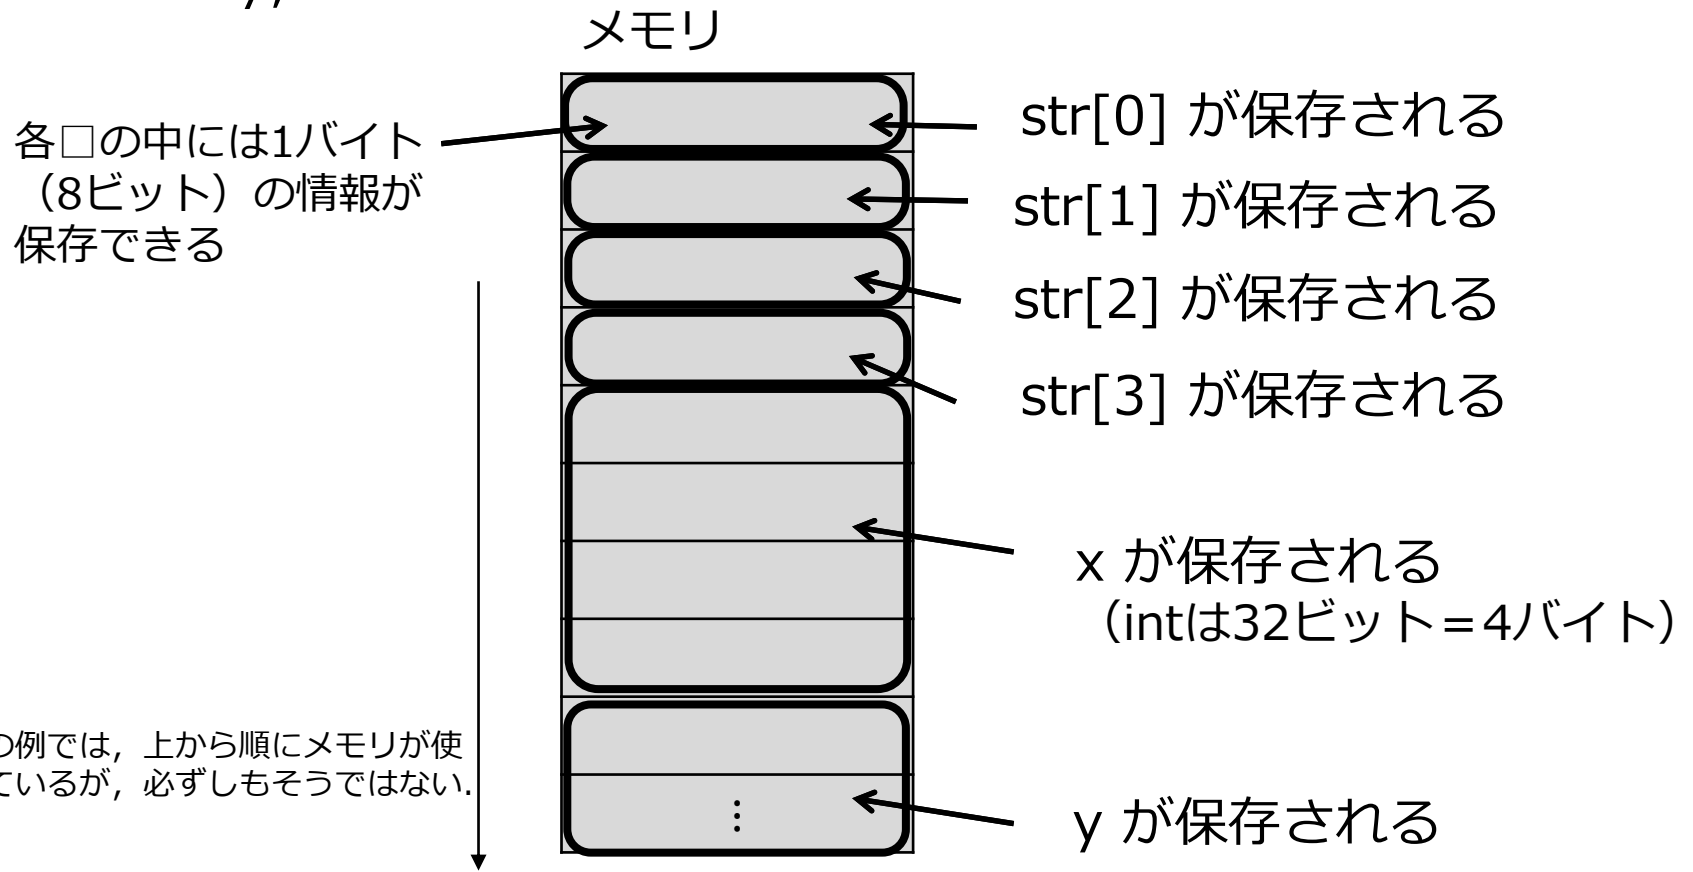 y;
メモリ
各□の中には1バイト
（8ビット）の情報が
保存できる
str[0] が保存される
str[1] が保存される
str[2] が保存される
str[3] が保存される
x が保存される
（intは32ビット＝4バイト）
の例では，上から順にメモリが使
ているが，必ずしもそうではない．
⋮
y が保存される